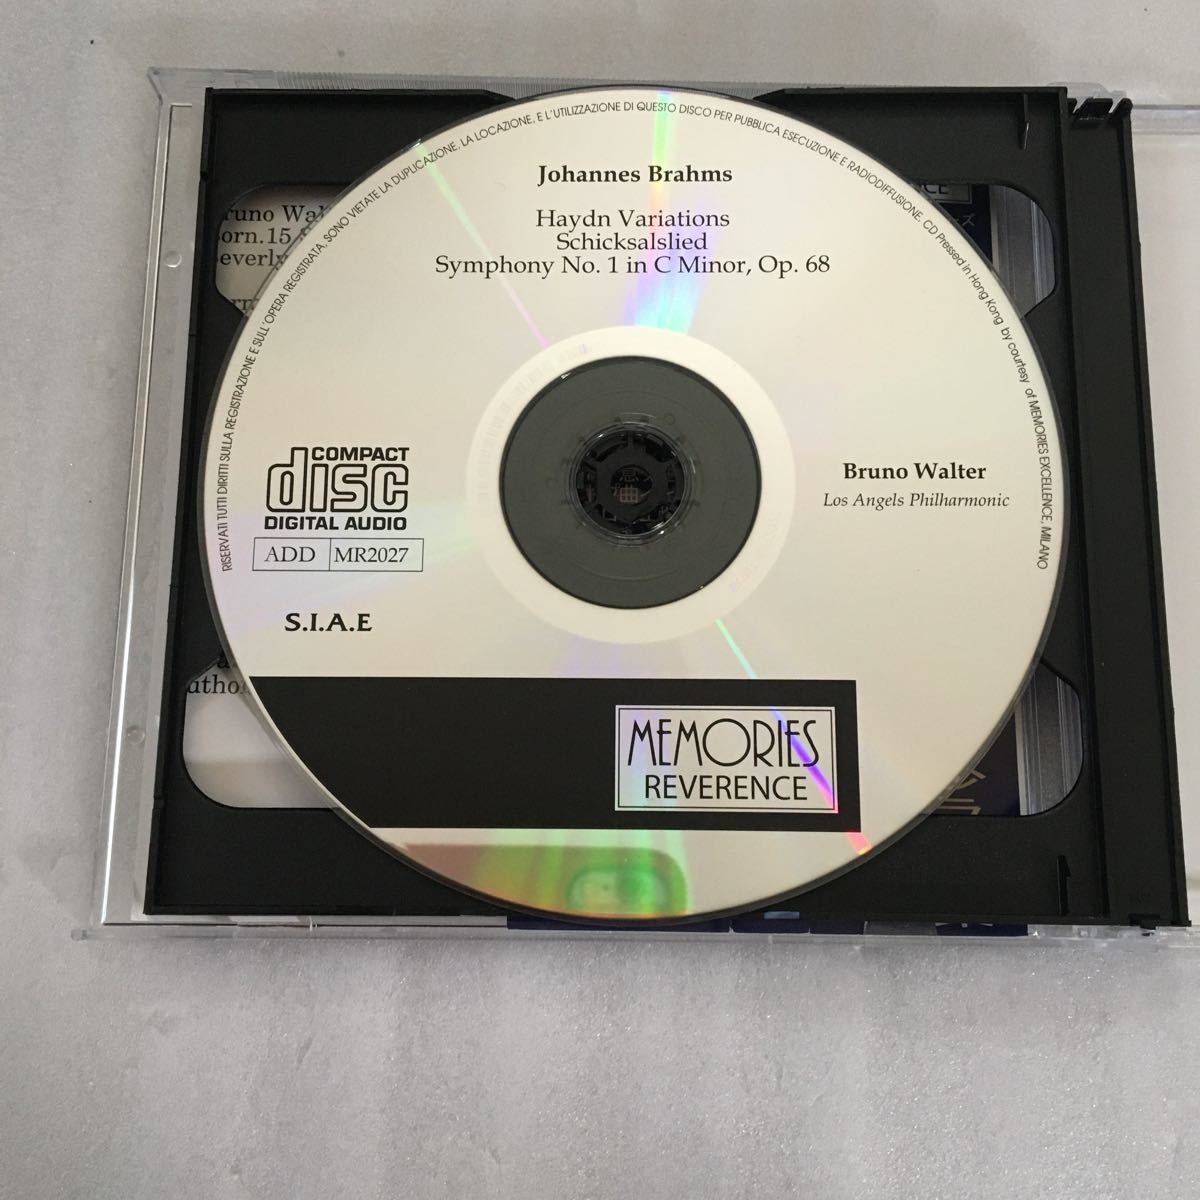 RISERVATI TUTTI DIRITTI SULLA REGISTRAZIONE E SULL'OPERA REGISTRATA. SONO VIETATE LA DUPLICAZIONE, LA LOCAZIONE, E L'UTILIZZAZIONE DI QUESTO DISCO PER PUBBLICA ESECUZIONE E RADIODIFFUSIONE. CD Pressed in Hong Kong by courtesy of MEMORIES EXCELLENCE, MILANO
Johannes Brahms
Haydn Variations
Schicksalslied
Symphony No. 1 in C Minor, Op. 68
COMPACT
disc
DIGITAL AUDIO
ADD MR2027
S.I.A.E
Bruno Walter
Los Angels Philharmonic
MEMORIES
REVERENCE